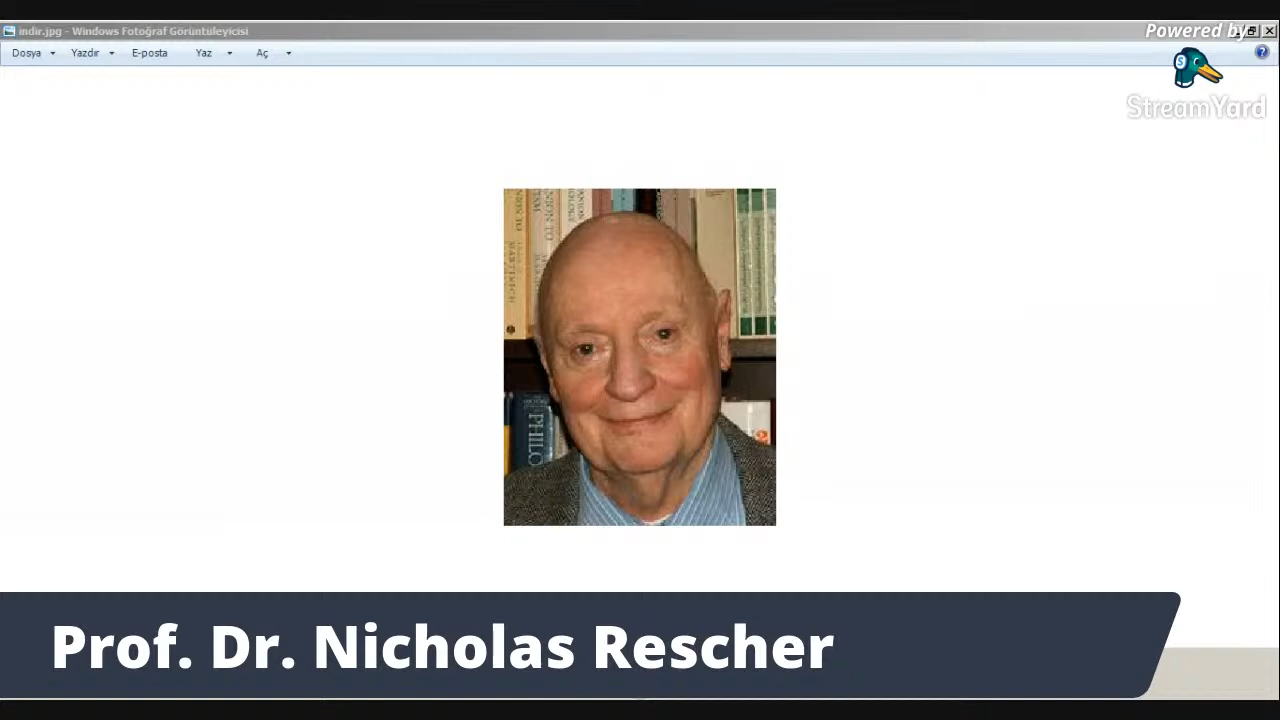 indir.jpg - Windows Fotoğraf Görüntüleyicisi
Powered by
Dosya Yazdır E-posta Yaz Aç
StreamYard
PHILO
Prof. Dr. Nicholas Rescher